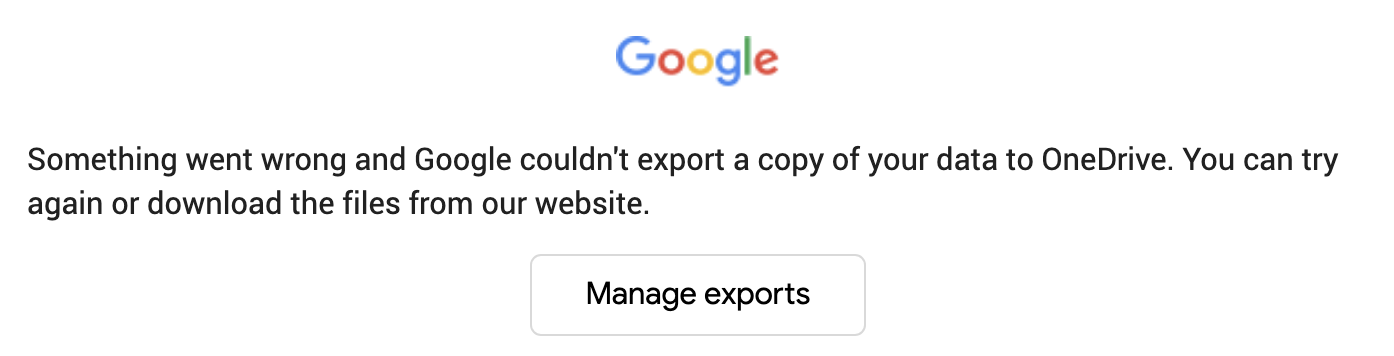 Google
Something went wrong and Google couldn't export a copy of your data to OneDrive. You can try
again or download the files from our website.
Manage exports